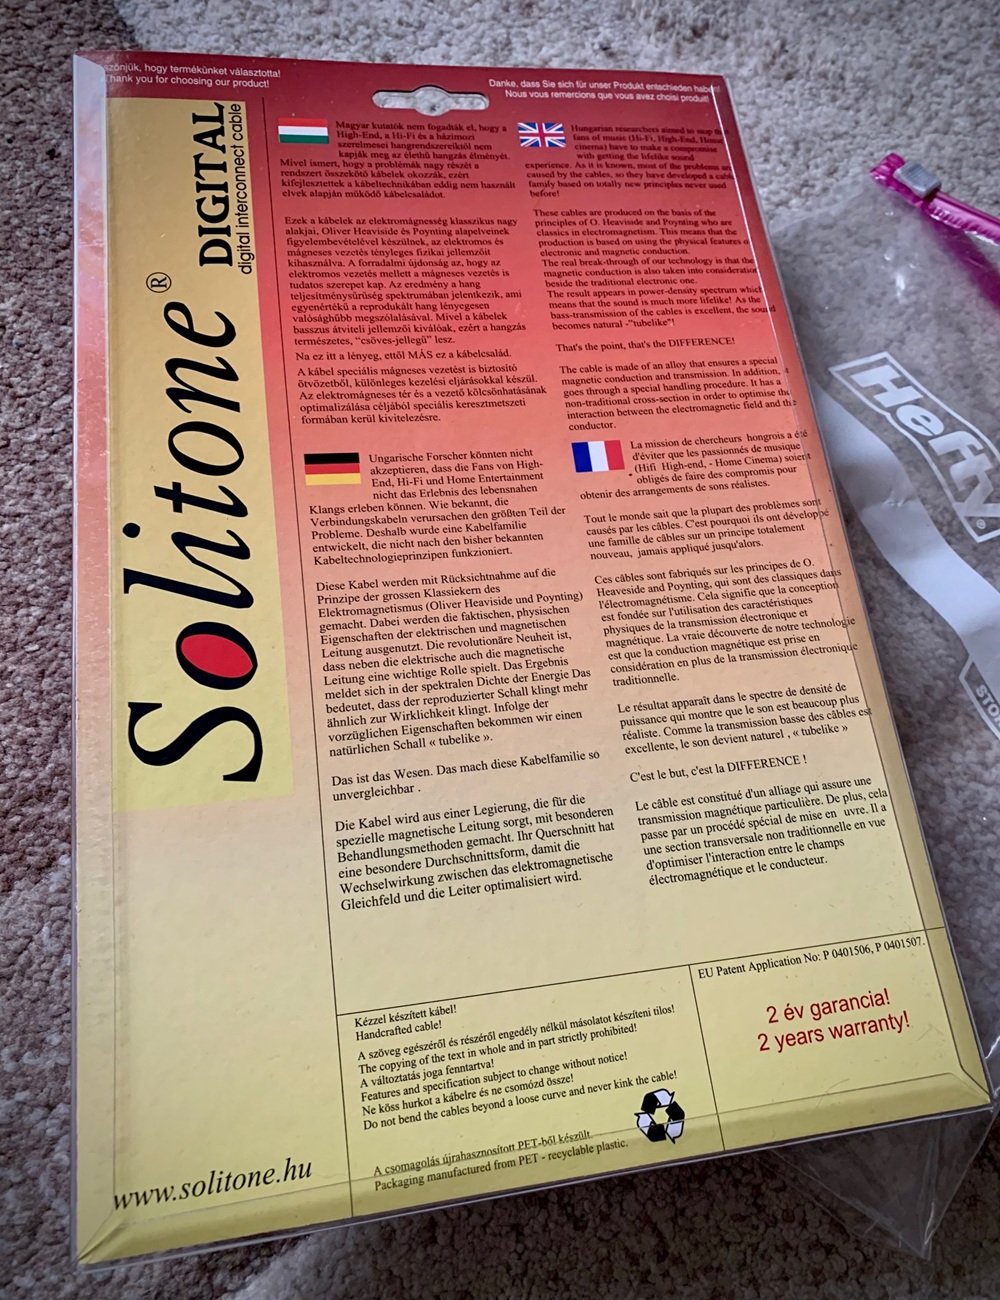 szönjük, hogy termékünket választotta!
Thank you for choosing our product!
Danke, dass Sie sich für unser Produkt entschieden haben!
Nous vous remercions que vous avez choisi produit!
Solitone®
DIGITAL
digital interconnect cable
Magyar kutatók nem fogadták el, hogy a
High-End, a Hi-Fi és a házimozi
szerelmesei hangrendszereiktől nem
kapják meg az élethű hangzás élményét.
Mivel ismert, hogy a problémák nagy részét a
rendszert összekötő kábelek okozzák, ezért
kifejlesztettek a kábeltechnikában eddig nem használt
elvek alapján működő kábelcsaládot.
Ezek a kábelek az elektromágnesség klasszikus nagy
alakjai, Oliver Heaviside és Poynting alapelveinek
figyelembevételével készülnek, az elektromos és
mágneses vezetés tényleges fizikai jellemzőit
kihasználva. A forradalmi újdonság az, hogy az
elektromos vezetés mellett a mágneses vezetés is
tudatos szerepet kap. Az eredmény a hang
teljesítménysűrűség spektrumában jelentkezik, ami
egyenértékű a reprodukált hang lényegesen
valósághűbb megszólalásával. Mivel a kábelek
basszus átviteli jellemzői kiválóak, ezért a hangzás
természetes, "csöves-jellegű" lesz.
Na ez itt a lényeg, ettől MÁS ez a kábelcsalád.
A kábel speciális mágneses vezetést is biztosító
ötvözetből, különleges kezelési eljárásokkal készül.
Az elektromágneses tér és a vezető kölcsönhatásának
optimalizálása céljából speciális keresztmetszeti
formában kerül kivitelezésre.
Hungarian researchers aimed to stop the
fans of music (Hi-Fi, High-End, Home
cinema) have to make a compromise
with getting the lifelike sound
experience. As it is known, most of the problems are
caused by the cables, so they have developed a cable
family based on totally new principles never used
before!
These cables are produced on the basis of the
principles of O. Heaviside and Poynting who are
classics in electromagnetism. This means that the
production is based on using the physical features of
electronic and magnetic conduction.
The real break-through of our technology is that the
magnetic conduction is also taken into consideration
beside the traditional electronic one.
The result appears in power-density spectrum which
means that the sound is much more lifelike! As the
bass-transmission of the cables is excellent, the sound
becomes natural -"tubelike"!
That's the point, that's the DIFFERENCE!
The cable is made of an alloy that ensures a special
magnetic conduction and transmission. In addition, it
goes through a special handling procedure. It has a
non-traditional cross-section in order to optimise the
interaction between the electromagnetic field and the
conductor.
Ungarische Forscher könnten nicht
akzeptieren, dass die Fans von High-
End, Hi-Fi und Home Entertainment
nicht das Erlebnis des lebensnahen
Klangs erleben können. Wie bekannt, die
Verbindungskabeln verursachen den größten Teil der
Probleme. Deshalb wurde eine Kabelfamilie
entwickelt, die nicht nach den bisher bekannten
Kabeltechnologieprinzipen funkzioniert.
Diese Kabel werden mit Rücksichtnahme auf die
Prinzipe der grossen Klassiekern des
Elektromagnetismus (Oliver Heaviside und Poynting)
gemacht. Dabei werden die faktischen, physischen
Eigenschaften der elektrischen und magnetischen
Leitung ausgenutzt. Die revolutionäre Neuheit ist,
dass neben die elektrische auch die magnetische
Leitung eine wichtige Rolle spielt. Das Ergebnis
meldet sich in der spektralen Dichte der Energie Das
bedeutet, dass der reproduzierter Schall klingt mehr
ähnlich zur Wirklichkeit klingt. Infolge der
vorzüglichen Eigenschaften bekommen wir einen
natürlichen Schall « tubelike ».
Das ist das Wesen. Das mach diese Kabelfamilie so
unvergleichbar .
Die Kabel wird aus einer Legierung, die für die
spezielle magnetische Leitung sorgt, mit besonderen
Behandlungsmethoden gemacht. Ihr Querschnitt hat
eine besondere Durchschnittsform, damit die
Wechselwirkung zwischen das elektromagnetische
Gleichfeld und die Leiter optimalisiert wird.
La mission de chercheurs hongrois a été
d'éviter que les passionnés de musique
(Hifi High-end, - Home Cinema) soient
obligés de faire des compromis pour
obtenir des arrangements de sons réalistes.
Tout le monde sait que la plupart des problèmes sont
causés par les câbles. C'est pourquoi ils ont développé
une famille de câbles sur un principe totalement
nouveau, jamais appliqué jusqu'alors.
Ces câbles sont fabriqués sur les principes de O.
Heaveside and Poynting, qui sont des classiques dans
l'électromagnétisme. Cela signifie que la conception
est fondée sur l'utilisation des caractéristiques
physiques de la transmission électronique et
magnétique. La vraie découverte de notre technologie
est que la conduction magnétique est prise en
considération en plus de la transmission électronique
traditionnelle.
Le résultat apparaît dans le spectre de densité de
puissance qui montre que le son est beaucoup plus
réaliste. Comme la transmission basse des câbles est
excellente, le son devient naturel , « tubelike »
C'est le but, c'est la DIFFERENCE !
Le câble est constitué d'un alliage qui assure une
transmission magnétique particulière. De plus, cela
passe par un procédé spécial de mise en uvre. Il a
une section transversale non traditionnelle en vue
d'optimiser l'interaction entre le champs
électromagnétique et le conducteur.
Kézzel készített kábel!
Handcrafted cable!
A szöveg egészéről és részéről engedély nélkül másolatot készíteni tilos!
The copying of the text in whole and in part strictly prohibited!
A változtatás joga fenntartva!
Features and specification subject to change without notice!
Ne köss hurkot a kábelre és ne csomózd össze!
Do not bend the cables beyond a loose curve and never kink the cable!
A csomagolás újrahasznosított PET-ből készült.
Packaging manufactured from PET - recyclable plastic.
EU Patent Application No: P 0401506, P 0401507.
2 év garancia!
2 years warranty!
www.solitone.hu
Hefty®
STO